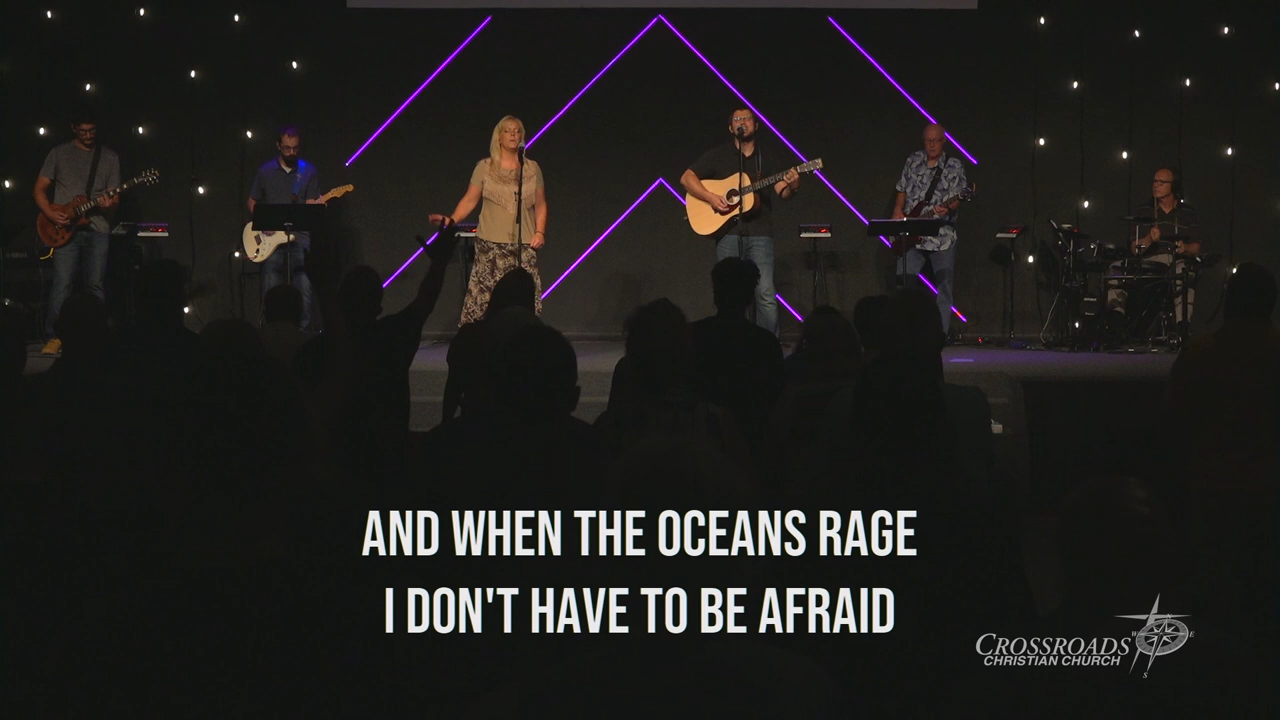 AND WHEN THE OCEANS RAGE
I DON'T HAVE TO BE AFRAID
CROSSROADS
CHRISTIAN CHURCH
W
E
S